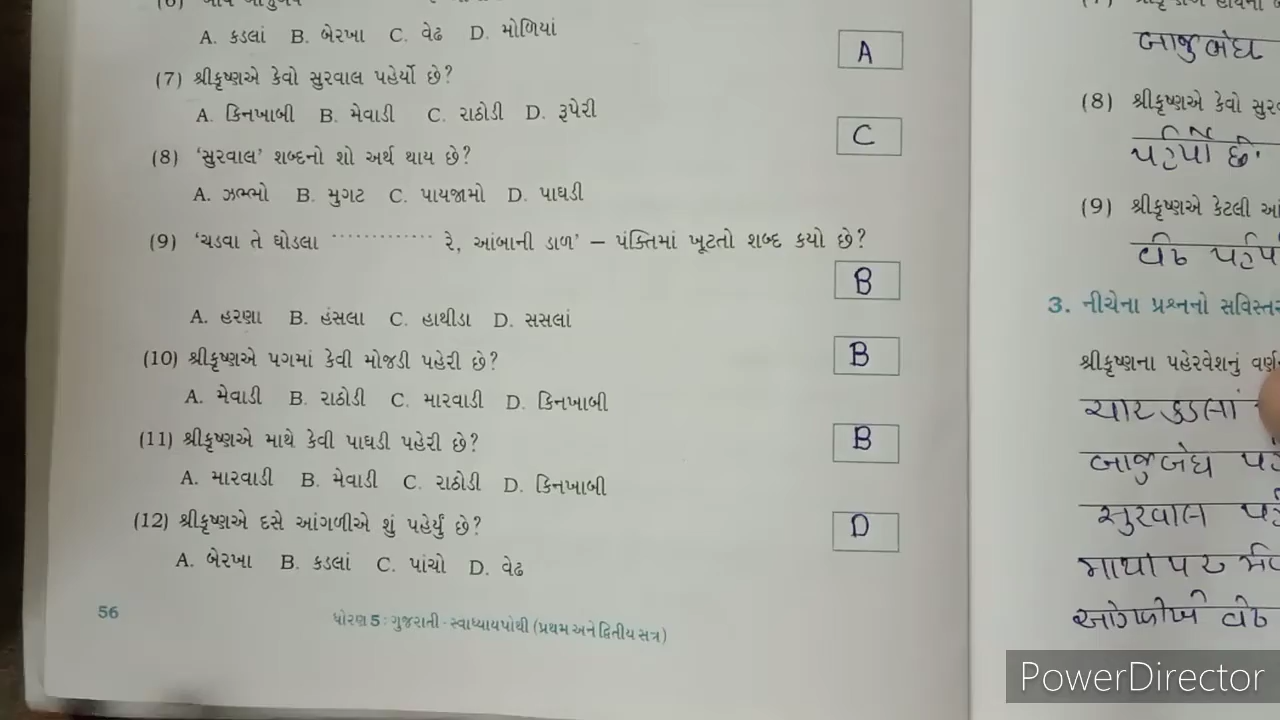 (6)
A. કડલાં B. બેરખા C. વેઢ D. મોળિયાં
A
(7) શ્રીકૃષ્ણએ કેવો સુરવાલ પહેર્યો છે?
A. કિનખાબી B. મેવાડી C. રાઠોડી D. રૂપેરી
C
(8) ‘સુરવાલ’ શબ્દનો શો અર્થ થાય છે?
A. ઝભ્ભો B. મુગટ C. પાયજામો D. પાઘડી
(9) ‘ચડવા તે ઘોડલા ............ રે, આંબાની ડાળ’ – પંક્તિમાં ખૂટતો શબ્દ કયો છે?
B
A. હરણા B. હંસલા C. હાથીડા D. સસલાં
(10) શ્રીકૃષ્ણએ પગમાં કેવી મોજડી પહેરી છે?
B
A. મેવાડી B. રાઠોડી C. મારવાડી D. કિનખાબી
(11) શ્રીકૃષ્ણએ માથે કેવી પાઘડી પહેરી છે?
B
A. મારવાડી B. મેવાડી C. રાઠોડી D. કિનખાબી
(12) શ્રીકૃષ્ણએ દસે આંગળીએ શું પહેર્યું છે?
D
A. બેરખા B. કડલાં C. પાંચો D. વેઢ
56
ધોરણ 5 : ગુજરાતી - સ્વાધ્યાયપોથી (પ્રથમ અને દ્વિતીય સત્ર)
બાજુબંધ
(8) શ્રીકૃષ્ણએ કેવો
પહેર્યો છે.
(9) શ્રીકૃષ્ણએ કેટલી
વેઢ
3. નીચેના પ્રશ્નનો
શ્રીકૃષ્ણના પહેરવેશનું
ચાર કડલાં
બાજુબંધ
સુરવાલ
માથા પર
વેઢ
PowerDirector